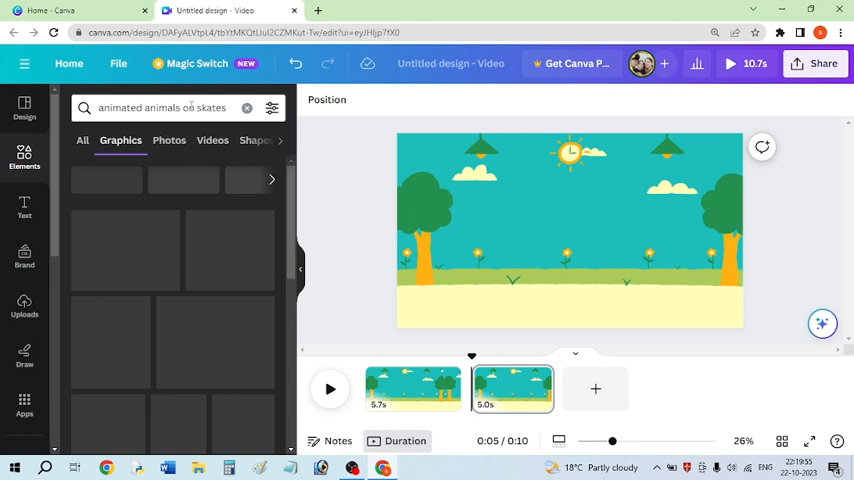 Home - Canva
Untitled design - Video
canva.com/design/DAFyALVtpL4/tbYtMKQtlJuI2CZMKut-Tw/edit?ui=eyJHIjp7fX0
Home
File
Magic Switch
NEW
Untitled design - Video
Get Canva P...
10.7s
Share
Design
Elements
Text
Brand
Uploads
Draw
Apps
animated animals on skates
All
Graphics
Photos
Videos
Shapes
Position
5.7s
5.0s
Notes
Duration
0:05 / 0:10
26%
18°C Partly cloudy
ENG
22:19:55
22-10-2023